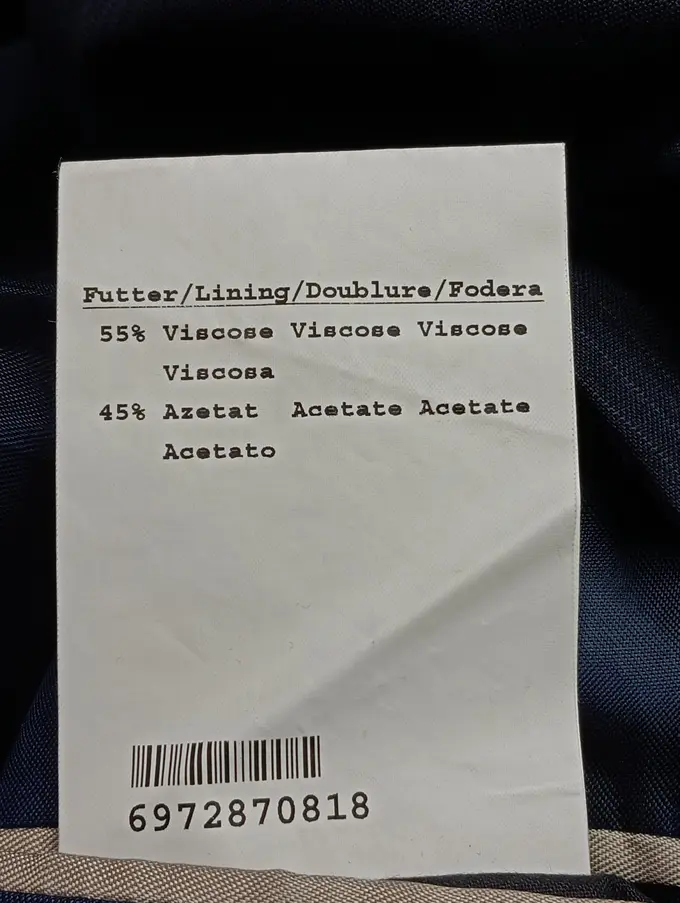 Futter/Lining/Doublure/Fodera
55% Viscose Viscose Viscose
Viscosa
45% Azetat Acetate Acetate
Acetato
6972870818